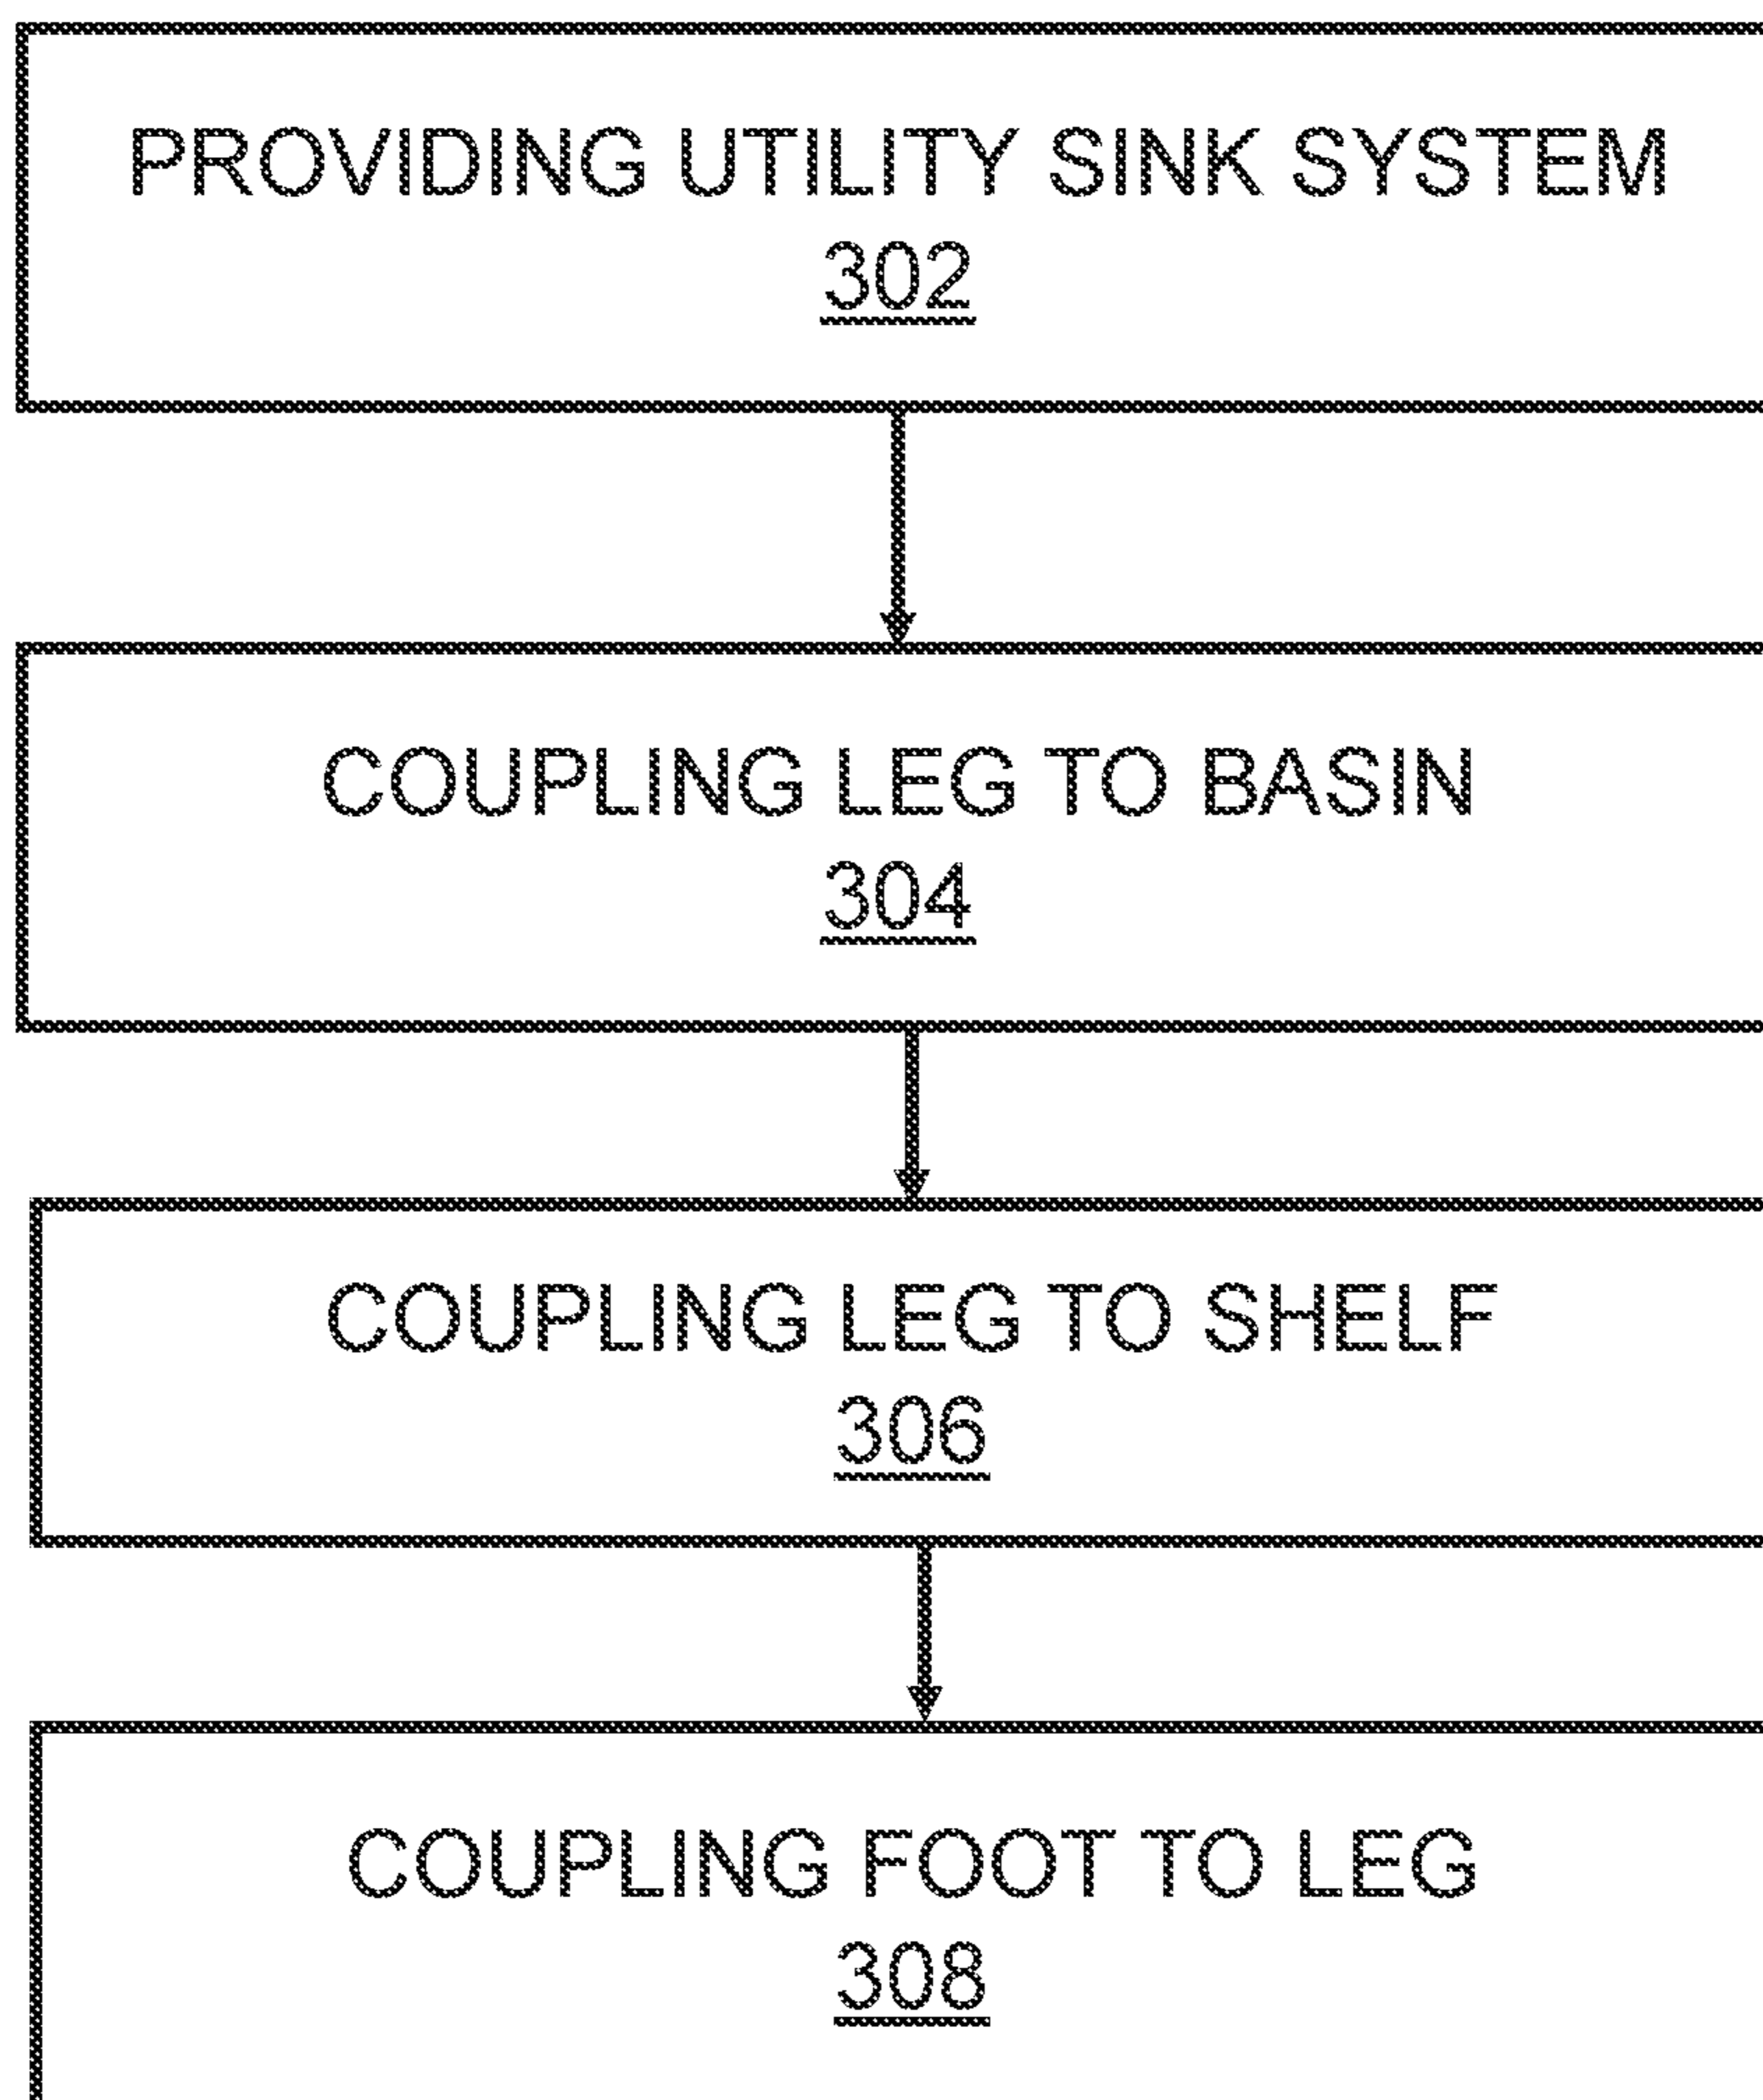 PROVIDING UTILITY SINK SYSTEM
302
COUPLING LEG TO BASIN
304
COUPLING LEG TO SHELF
306
COUPLING FOOT TO LEG
308